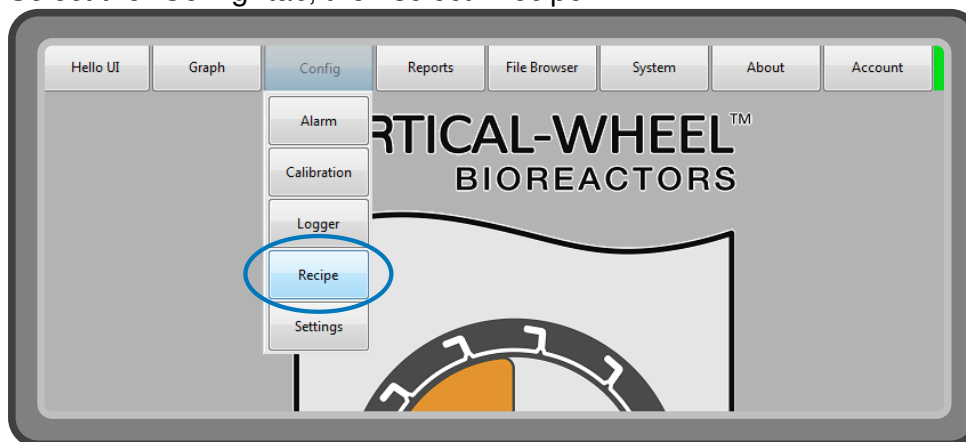 Hello UI Graph Config Reports File Browser System About Account
Alarm
RTICAL-WHEEL™
Calibration
BIOREACTORS
Logger
Recipe
Settings